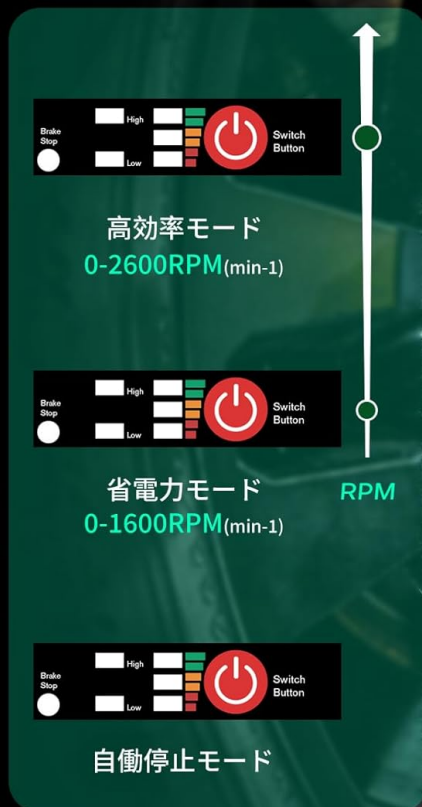 Brake
Stop
High
Low
Switch
Button
高効率モード
0-2600RPM(min-1)
Brake
Stop
High
Low
Switch
Button
省電力モード
0-1600RPM(min-1)
RPM
Brake
Stop
High
Low
Switch
Button
自働停止モード